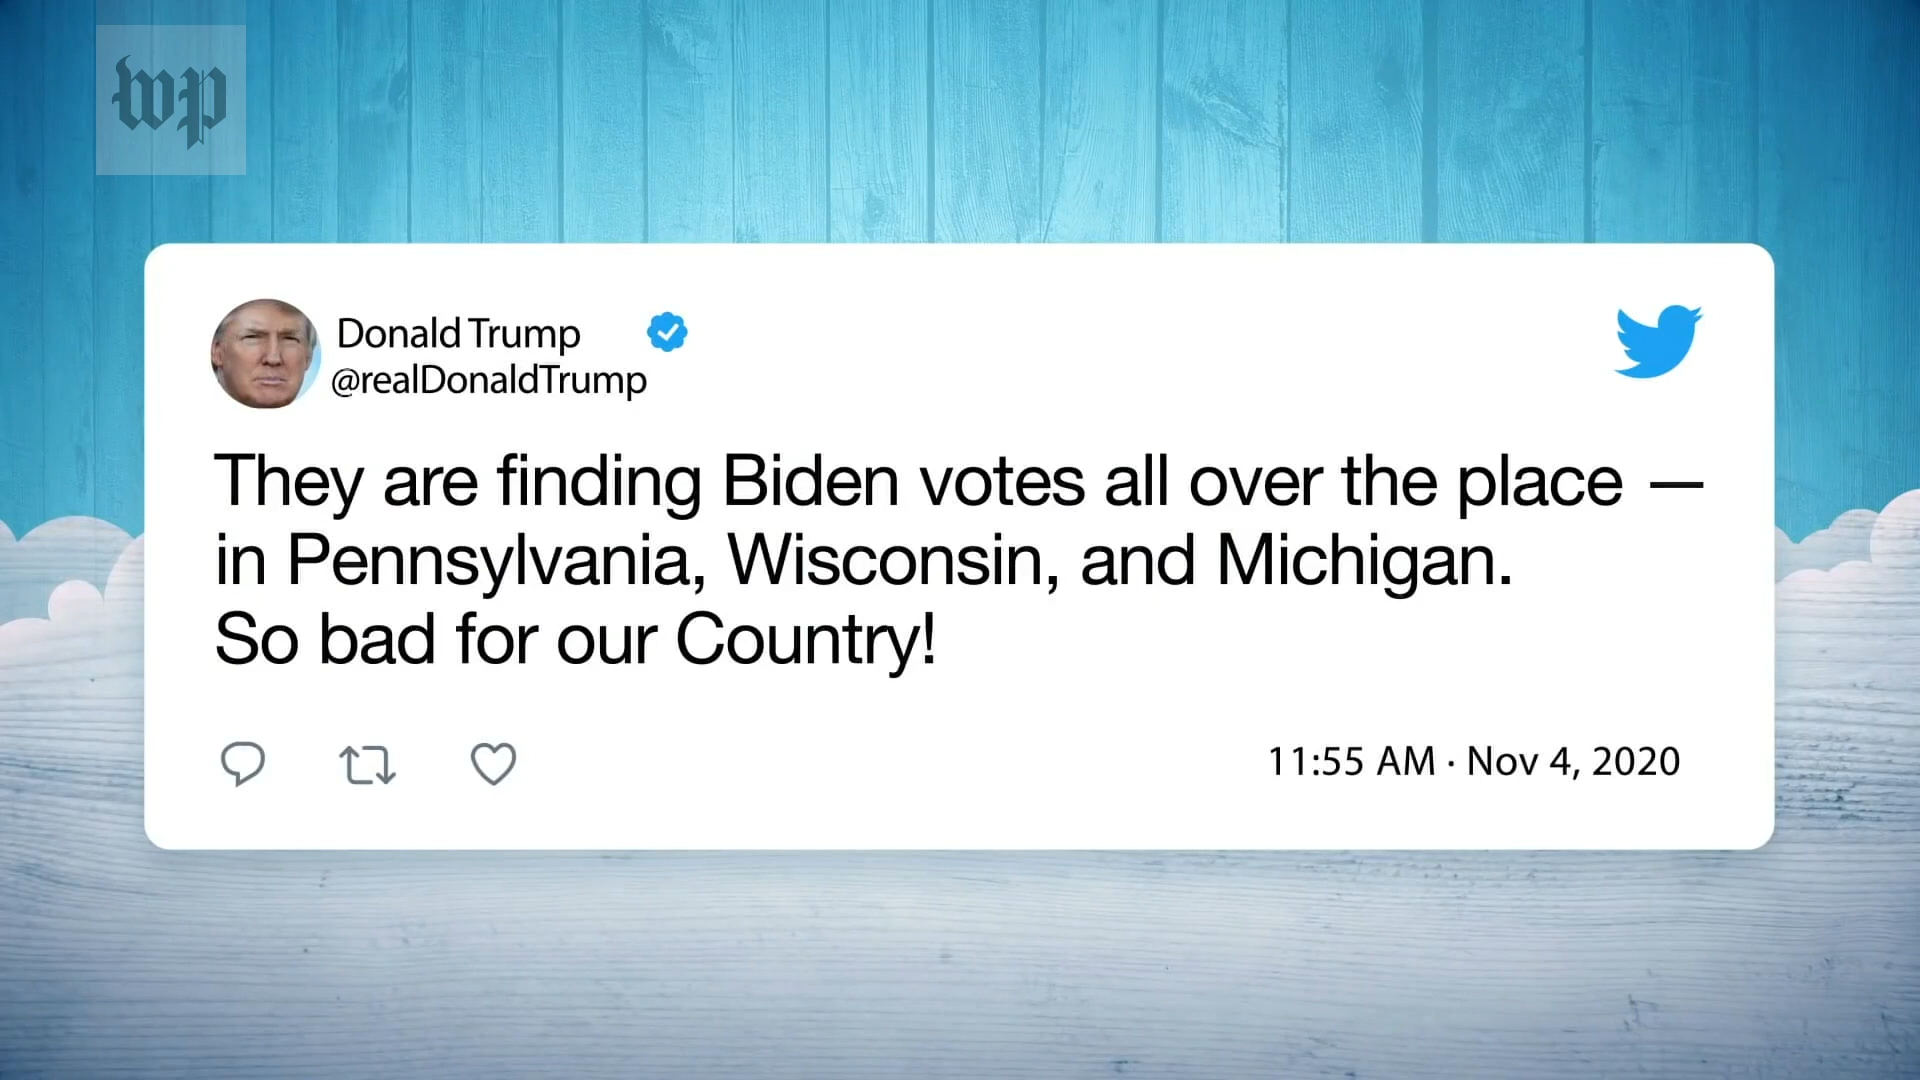 wp
Donald Trump
@realDonaldTrump
They are finding Biden votes all over the place —
in Pennsylvania, Wisconsin, and Michigan.
So bad for our Country!
11:55 AM · Nov 4, 2020